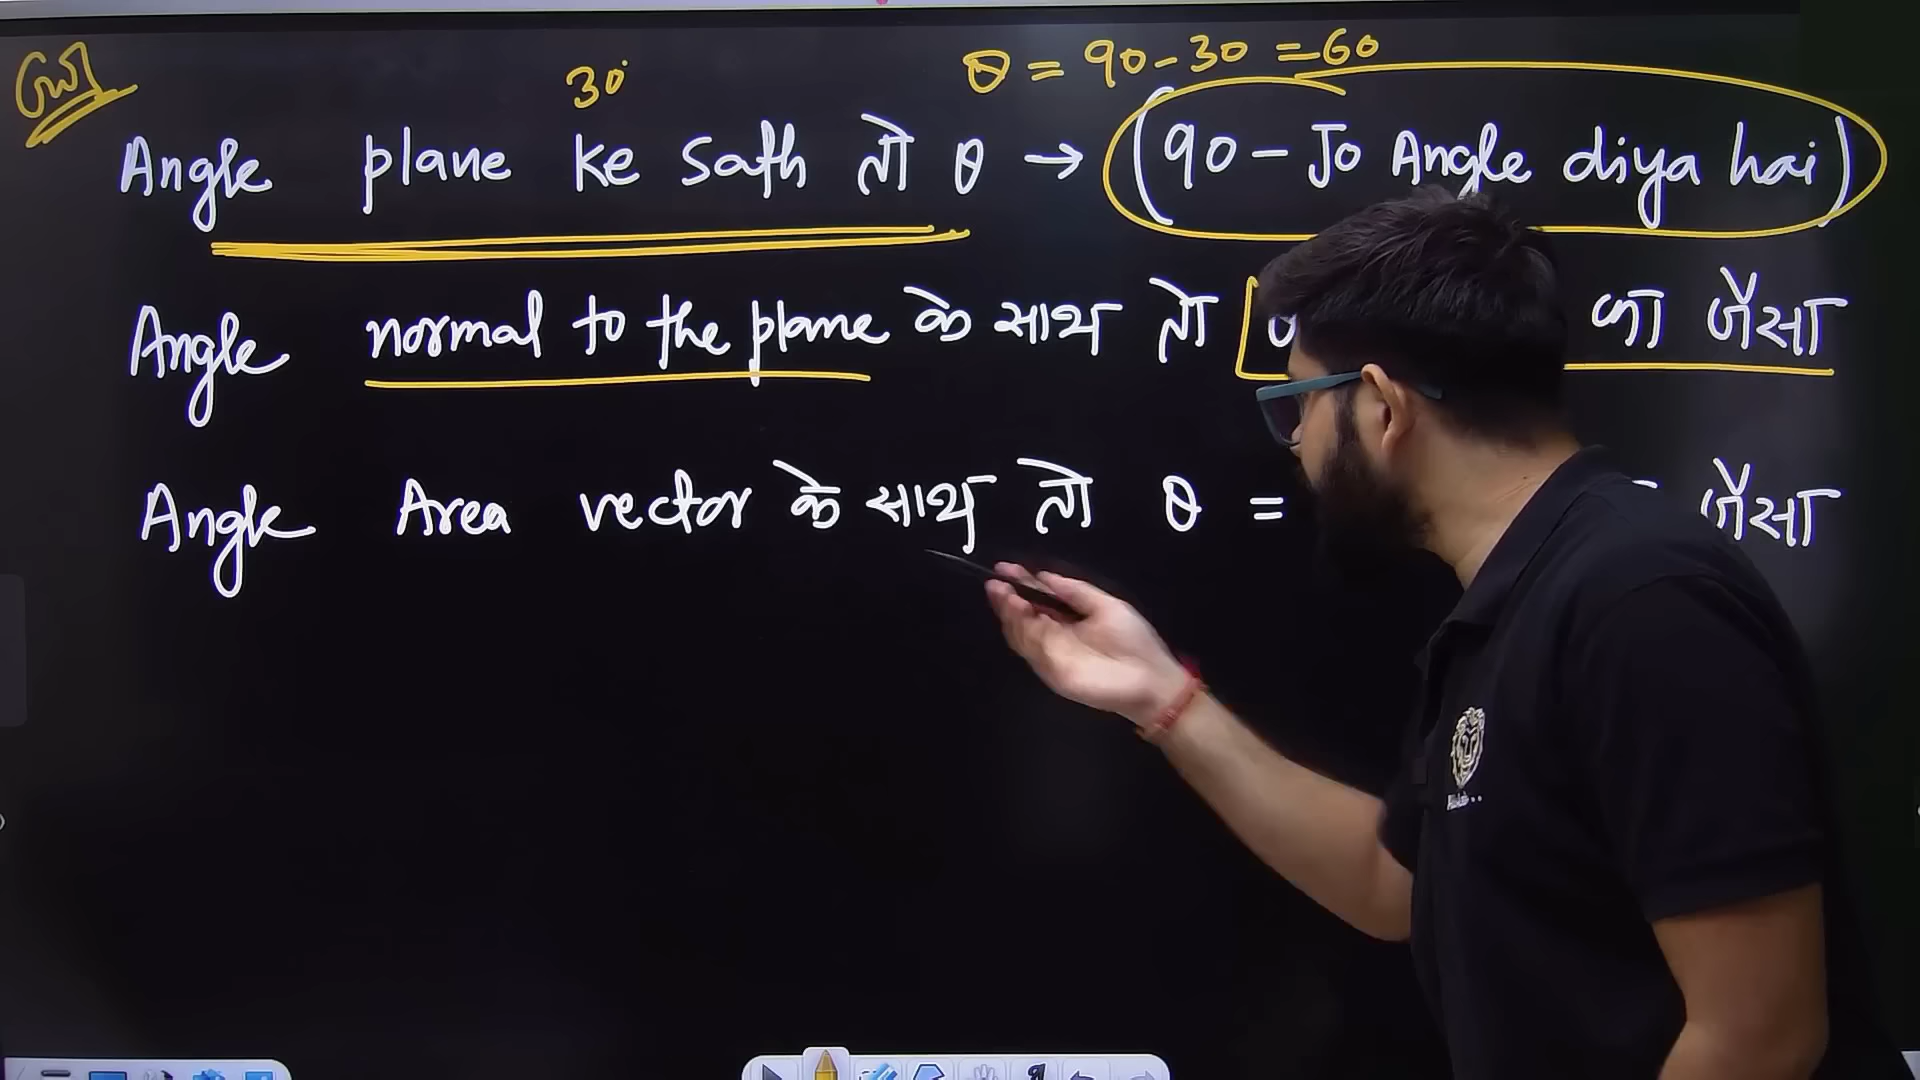 30°
θ = 90-30 = 60
Angle plane ke sath तो θ → (90 - Jo Angle diya hai)
Angle normal to the plane के साथ तो का जैसा
Angle Area vector के साथ तो θ = जैसा